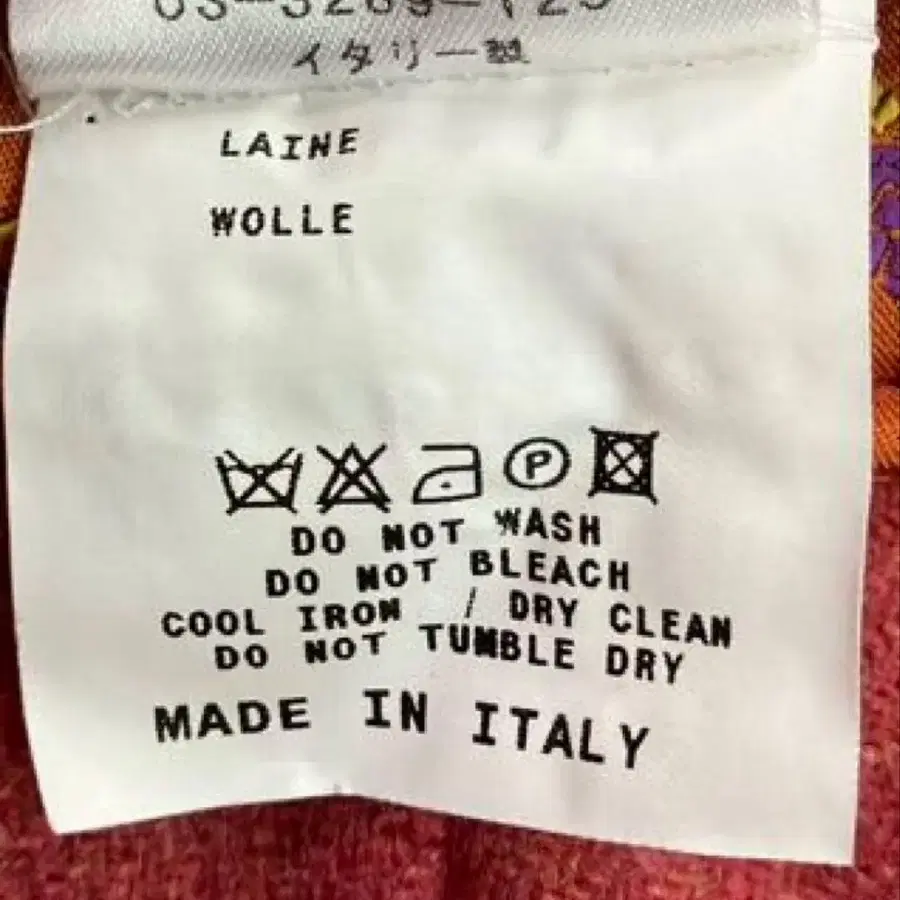 イタリー製
LAINE
WOLLE
P
DO NOT WASH
DO NOT BLEACH
COOL IRON / DRY CLEAN
DO NOT TUMBLE DRY
MADE IN ITALY